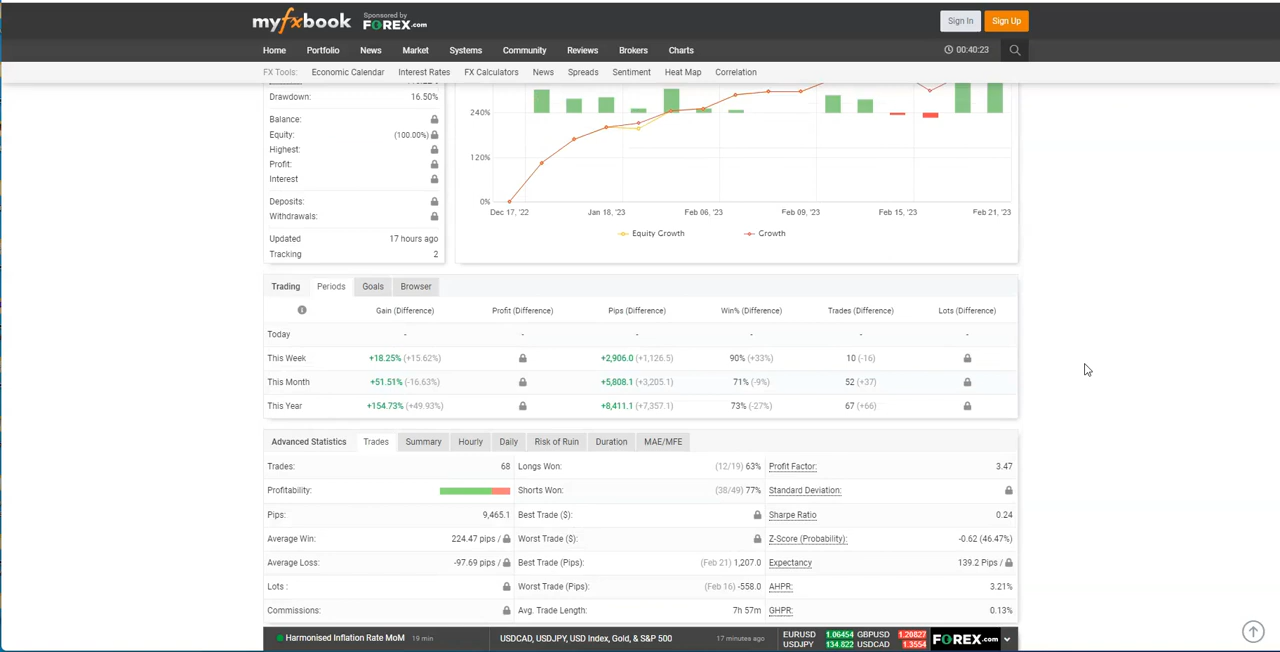 myfxbook Sponsored by FOREX.com Sign In Sign Up
Home Portfolio News Market Systems Community Reviews Brokers Charts 00:40:23
FX Tools: Economic Calendar Interest Rates FX Calculators News Spreads Sentiment Heat Map Correlation
Drawdown: 16.50%
Balance:
Equity: (100.00%)
Highest:
Profit:
Interest
Deposits:
Withdrawals:
Updated 17 hours ago
Tracking 2
240%
120%
0%
Dec 17, '22 Jan 18, '23 Feb 06, '23 Feb 09, '23 Feb 15, '23 Feb 21, '23
Equity Growth Growth
Trading Periods Goals Browser
Gain (Difference) Profit (Difference) Pips (Difference) Win% (Difference) Trades (Difference) Lots (Difference)
Today - - - - - -
This Week +18.25% (+15.62%) +2,906.0 (+1,126.5) 90% (+33%) 10 (-16)
This Month +51.51% (-16.63%) +5,808.1 (+3,205.1) 71% (-9%) 52 (+37)
This Year +154.73% (+49.93%) +8,411.1 (+7,357.1) 73% (-27%) 67 (+66)
Advanced Statistics Trades Summary Hourly Daily Risk of Ruin Duration MAE/MFE
Trades: 68 Longs Won: (12/19) 63% Profit Factor: 3.47
Profitability: Shorts Won: (38/49) 77% Standard Deviation:
Pips: 9,465.1 Best Trade ($): Sharpe Ratio 0.24
Average Win: 224.47 pips / Worst Trade ($): Z-Score (Probability): -0.62 (46.47%)
Average Loss: -97.69 pips / Best Trade (Pips): (Feb 21) 1,207.0 Expectancy 139.2 Pips /
Lots : Worst Trade (Pips): (Feb 16) -558.0 AHPR: 3.21%
Commissions: Avg. Trade Length: 7h 57m GHPR: 0.13%
Harmonised Inflation Rate MoM 19 min USDCAD, USDJPY, USD Index, Gold, & S&P 500 17 minutes ago EURUSD 1.06454 GBPUSD 1.20827 FOREX.com
USDJPY 134.822 USDCAD 1.3554